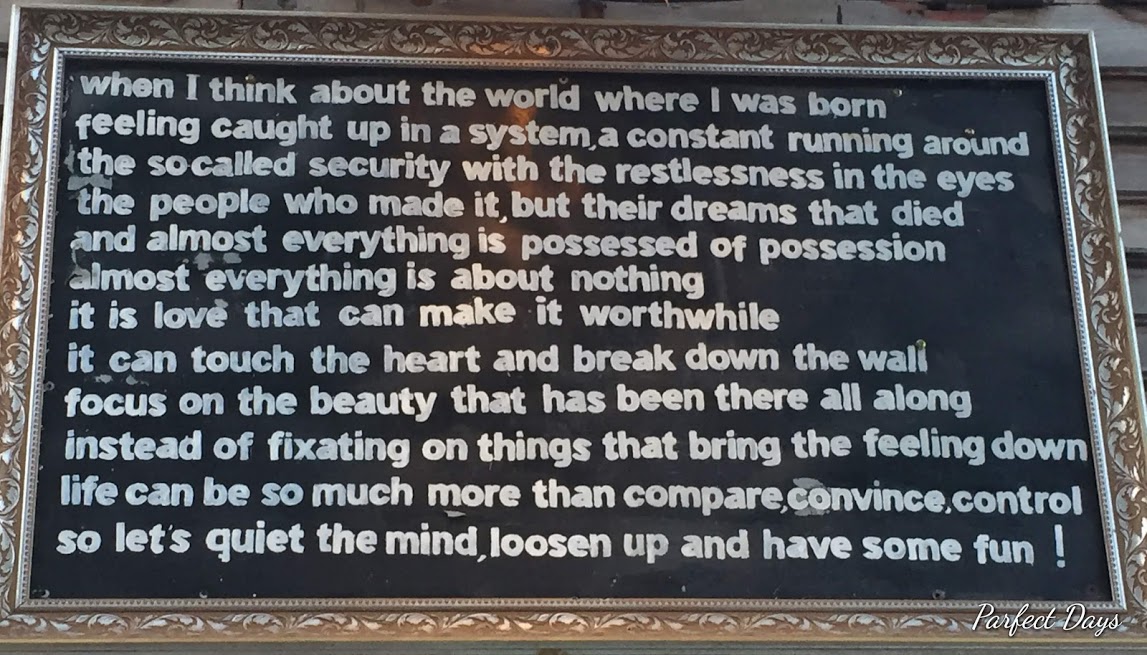 when I think about the world where I was born
feeling caught up in a system, a constant running around
the socalled security with the restlessness in the eyes
the people who made it, but their dreams that died
and almost everything is possessed of possession
almost everything is about nothing
it is love that can make it worthwhile
it can touch the heart and break down the wall
focus on the beauty that has been there all along
instead of fixating on things that bring the feeling down
life can be so much more than compare, convince, control
so let's quiet the mind, loosen up and have some fun !
Parfect Days